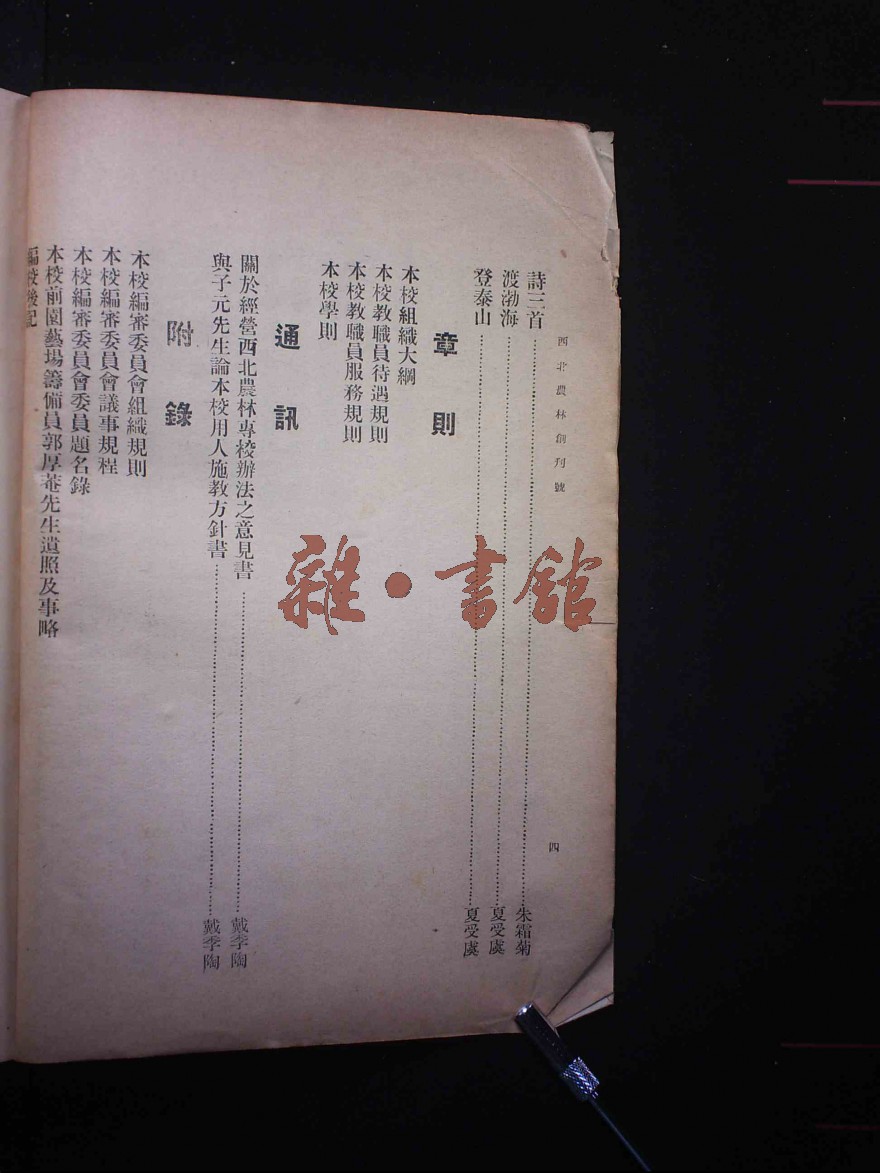 西北農林創刊號
四
詩三首……朱霜菊
渡渤海……夏受虞
登泰山……夏受虞
章則
本校組織大綱
本校教職員待遇規則
本校教職員服務規則
本校學則
通訊
關於經營西北農林專校辦法之意見書……戴季陶
與子元先生論本校用人施教方針書……戴季陶
附錄
本校編審委員會組織規則
本校編審委員會議事規程
本校編審委員會委員題名錄
本校前園藝場籌備員郭厚菴先生遺照及事略
編校後記
雜·書館